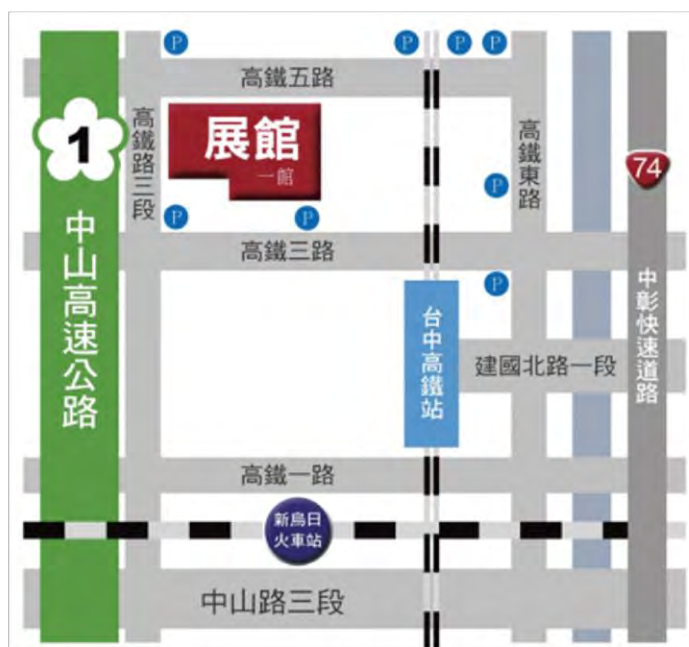 P
P
P
P
高鐵五路
1
中山高速公路
高鐵路三段
展館
一館
高鐵東路
74
中彰快速道路
P
P
P
高鐵三路
P
台中高鐵站
建國北路一段
高鐵一路
新烏日
火車站
中山路三段